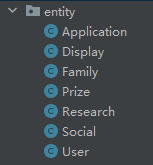 entity
Application
Display
Family
Prize
Research
Social
User